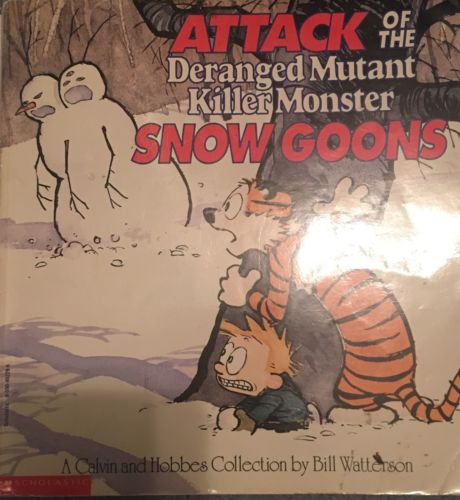 ATTACK OF THE
Deranged Mutant
Killer Monster
SNOW GOONS
A Calvin and Hobbes Collection by Bill Watterson
SCHOLASTIC